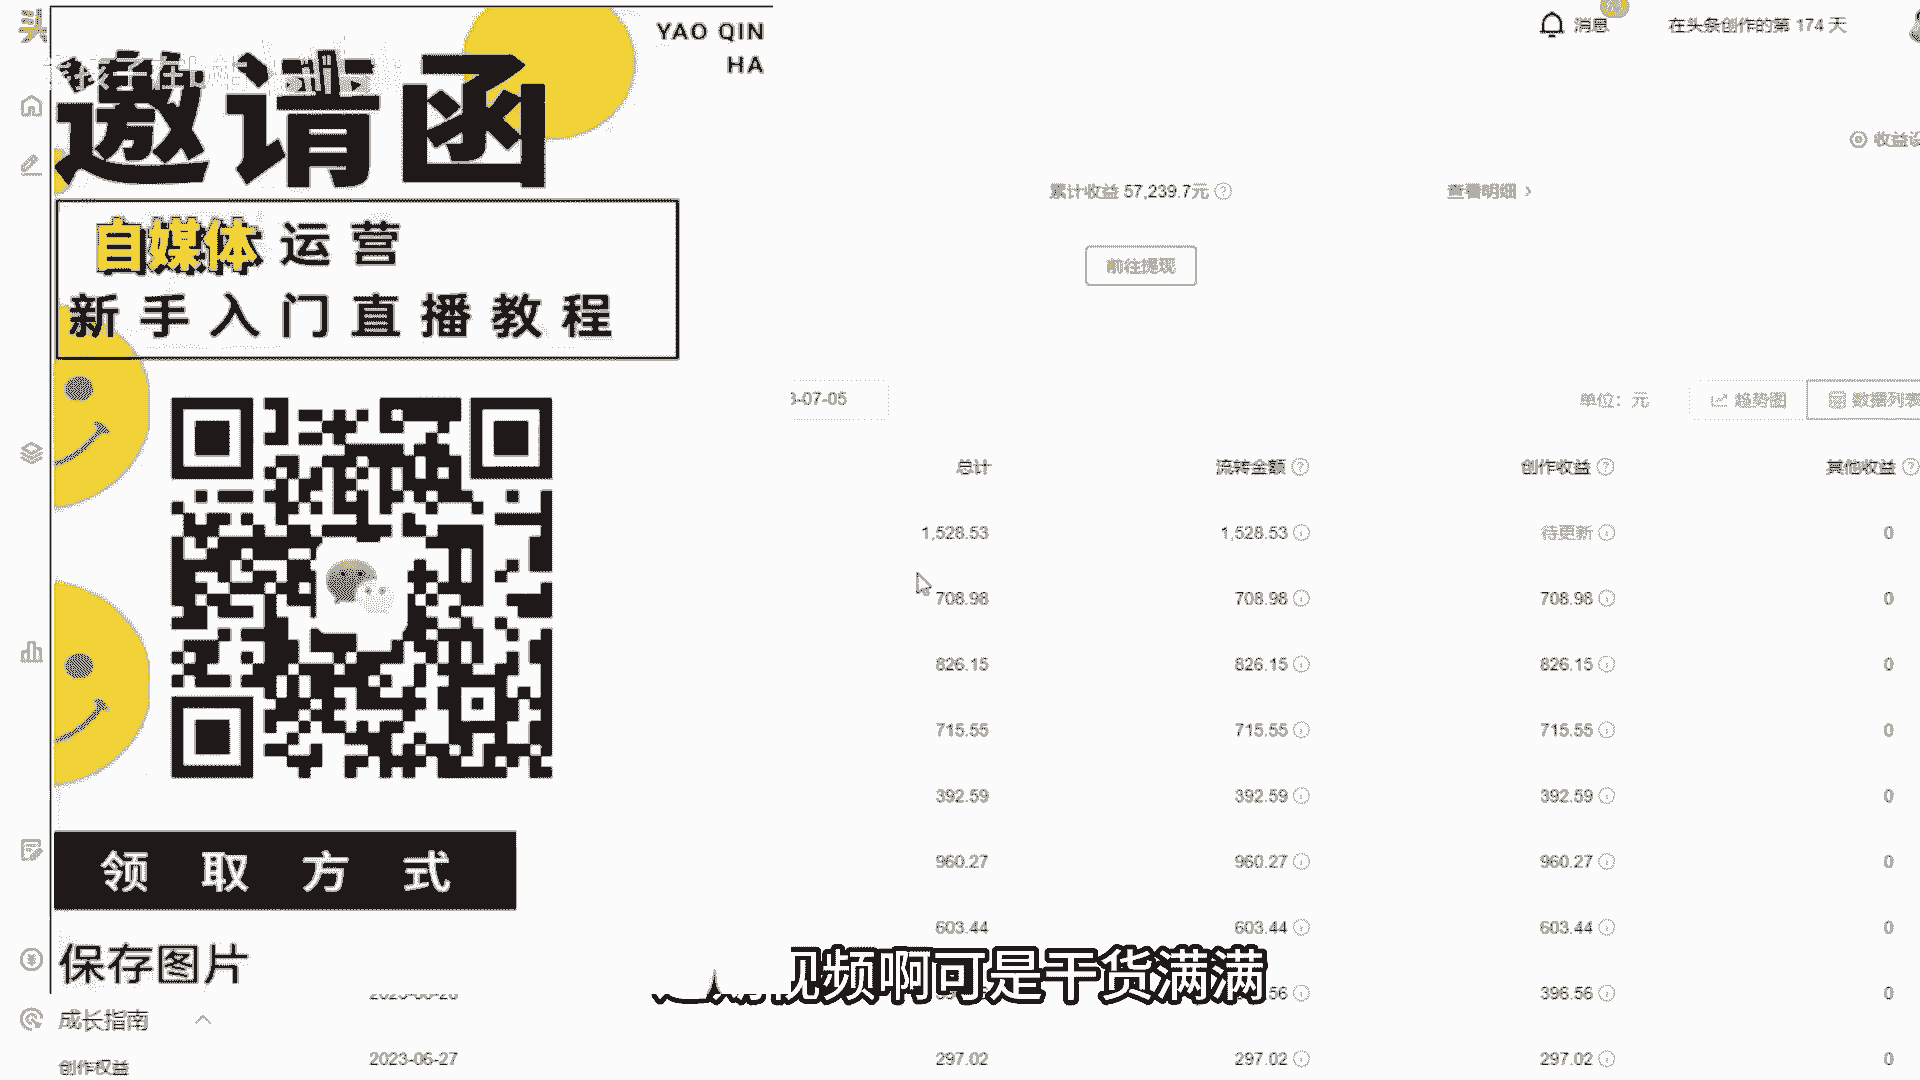 头
YAO QIN
HA
邀请函
自媒体运营
新手入门直播教程
领取方式
保存图片
成长指南
创作权益
消息
在头条创作的第 174 天
累计收益 57,239.7元
查看明细
前往提现
3-07-05
单位：元
趋势图
数据列表
总计 流转金额 创作收益 其他收益
1,528.53 1,528.53 待更新 0
708.98 708.98 708.98 0
826.15 826.15 826.15 0
715.55 715.55 715.55 0
392.59 392.59 392.59 0
960.27 960.27 960.27 0
603.44 603.44 603.44 0
396.56 0
2023-06-27 297.02 297.02 297.02 0
视频啊可是干货满满